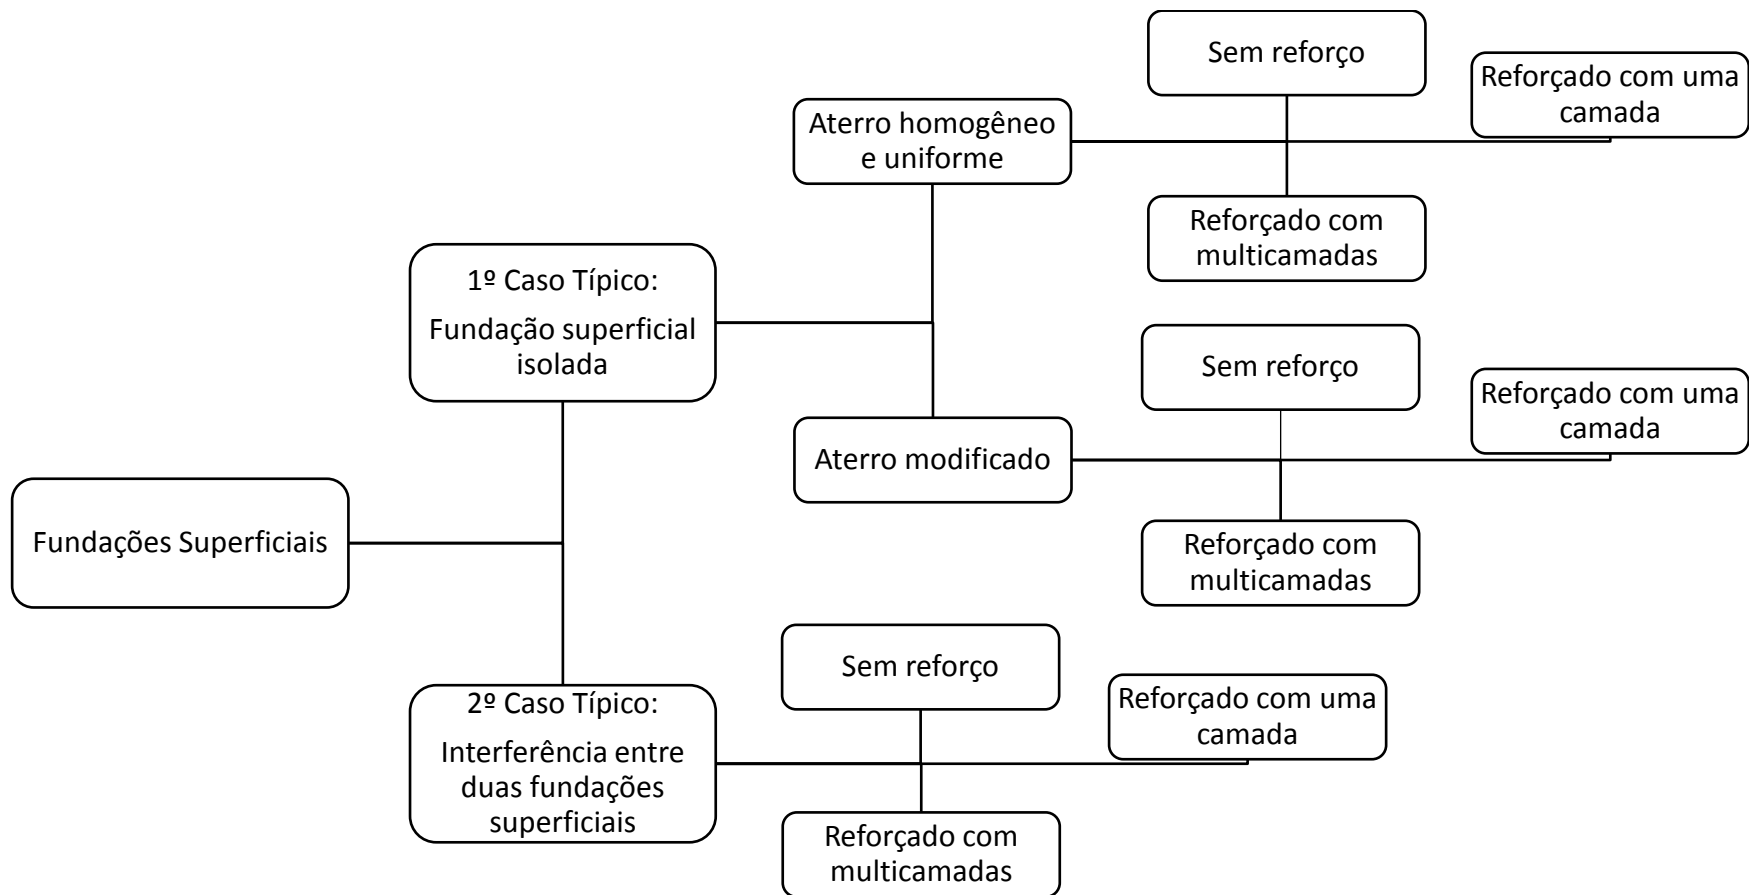 Sem reforço
Reforçado com uma
camada
Aterro homogêneo
e uniforme
Reforçado com
multicamadas
1º Caso Típico:
Fundação superficial
isolada
Sem reforço
Reforçado com uma
camada
Aterro modificado
Reforçado com
multicamadas
Fundações Superficiais
Sem reforço
Reforçado com uma
camada
2º Caso Típico:
Interferência entre
duas fundações
superficiais
Reforçado com
multicamadas